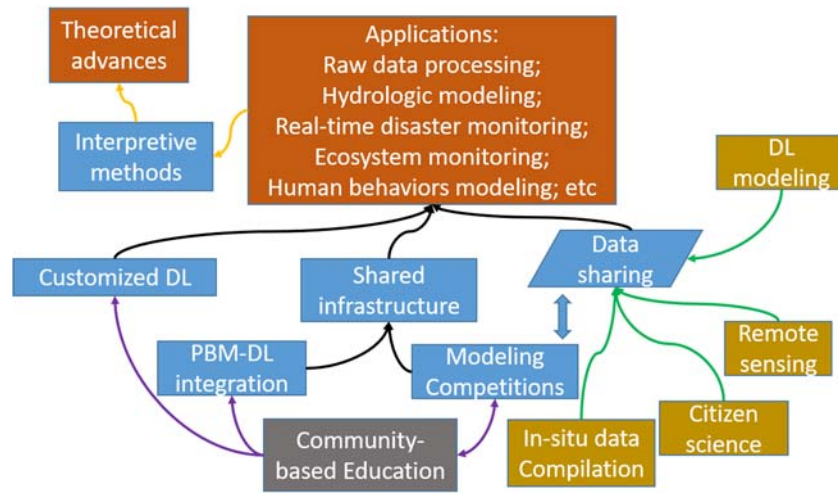 Theoretical
advances
Applications:
Raw data processing;
Hydrologic modeling;
Real-time disaster monitoring;
Ecosystem monitoring;
Human behaviors modeling; etc
Interpretive
methods
DL
modeling
Customized DL
Shared
infrastructure
Data
sharing
PBM-DL
integration
Modeling
Competitions
Remote
sensing
Community-
based Education
In-situ data
Compilation
Citizen
science